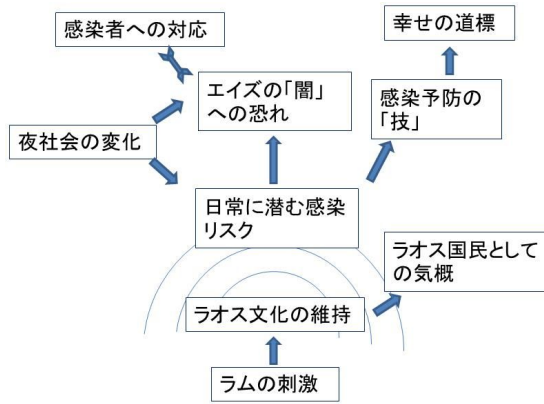 感染者への対応
幸せの道標
エイズの「闇」
への恐れ
感染予防の
「技」
夜社会の変化
日常に潜む感染
リスク
ラオス国民として
の気概
ラオス文化の維持
ラムの刺激